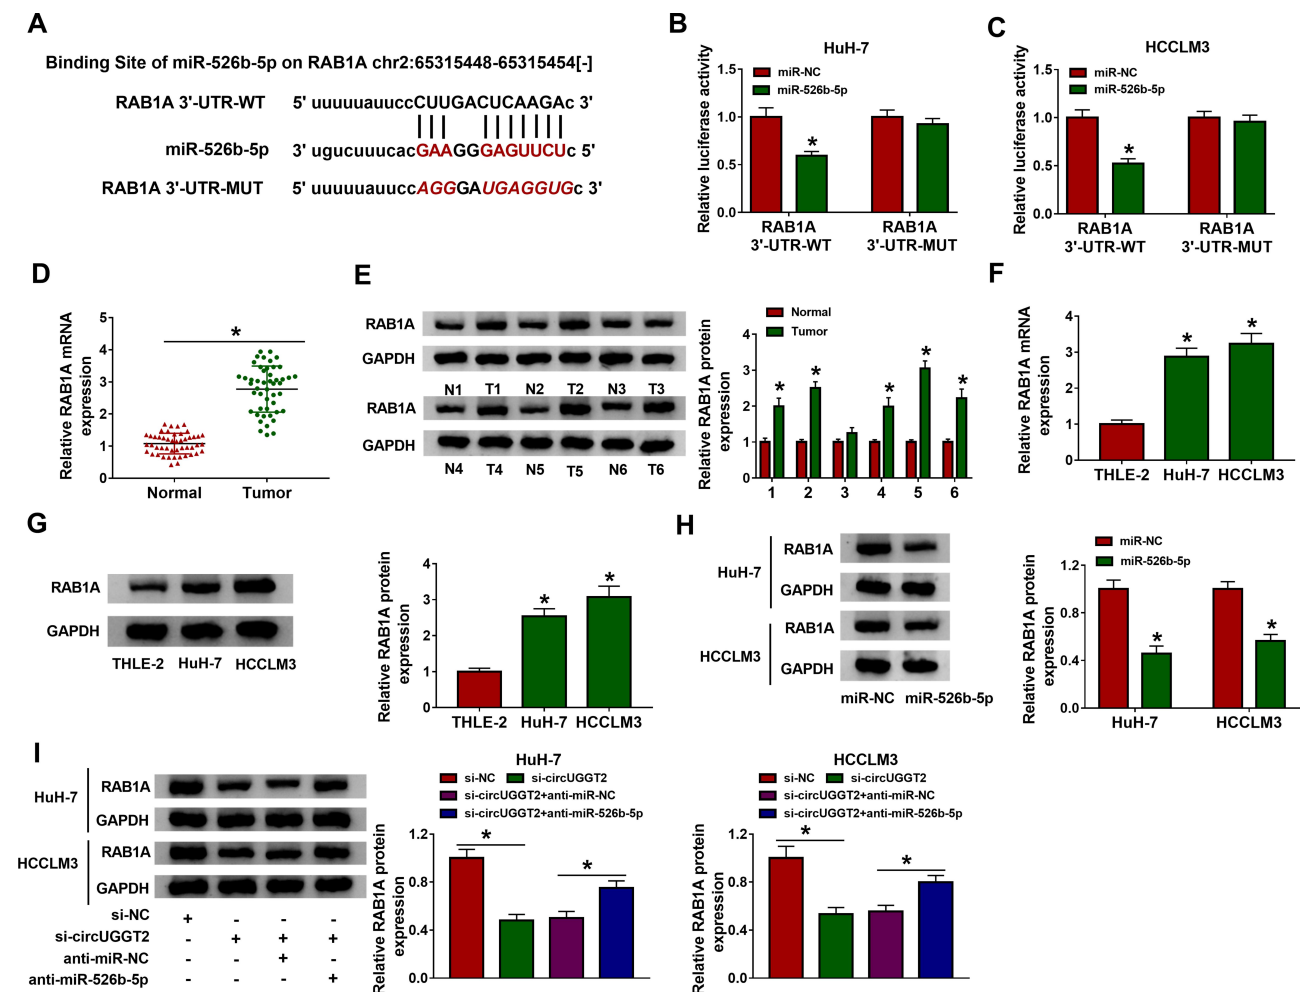 A
Binding Site of miR-526b-5p on RAB1A chr2:65315448-65315454[-]
RAB1A 3'-UTR-WT 5' uuuuuauuccCUUGACUCAAGAc 3'
miR-526b-5p 3' ugucuuucacGAAGGGAGUUCUc 5'
RAB1A 3'-UTR-MUT 5' uuuuuauuccAGGGAUGAGGUGc 3'
B
HuH-7
miR-NC
miR-526b-5p
Relative luciferase activity
1.5
1.0
0.5
0.0
*
RAB1A 3'-UTR-WT
RAB1A 3'-UTR-MUT
C
HCCLM3
miR-NC
miR-526b-5p
Relative luciferase activity
1.5
1.0
0.5
0.0
*
RAB1A 3'-UTR-WT
RAB1A 3'-UTR-MUT
D
Relative RAB1A mRNA
expression
5
4
3
2
1
0
*
Normal Tumor
E
RAB1A
GAPDH
N1 T1 N2 T2 N3 T3
RAB1A
GAPDH
N4 T4 N5 T5 N6 T6
Normal
Tumor
Relative RAB1A protein
expression
4
3
2
1
0
* * * * *
1 2 3 4 5 6
F
Relative RAB1A mRNA
expression
4
3
2
1
0
* *
THLE-2 HuH-7 HCCLM3
G
RAB1A
GAPDH
THLE-2 HuH-7 HCCLM3
Relative RAB1A protein
expression
4
3
2
1
0
* *
THLE-2 HuH-7 HCCLM3
H
HuH-7
RAB1A
GAPDH
HCCLM3
RAB1A
GAPDH
miR-NC miR-526b-5p
miR-NC
miR-526b-5p
Relative RAB1A protein
expression
1.2
0.8
0.4
0.0
* *
HuH-7 HCCLM3
I
HuH-7
RAB1A
GAPDH
HCCLM3
RAB1A
GAPDH
si-NC + - - -
si-circUGGT2 - + + +
anti-miR-NC - - + -
anti-miR-526b-5p - - - +
HuH-7
si-NC si-circUGGT2
si-circUGGT2+anti-miR-NC
si-circUGGT2+anti-miR-526b-5p
Relative RAB1A protein
expression
1.2
0.8
0.4
0.0
* *
HCCLM3
si-NC si-circUGGT2
si-circUGGT2+anti-miR-NC
si-circUGGT2+anti-miR-526b-5p
Relative RAB1A protein
expression
1.2
0.8
0.4
0.0
* *